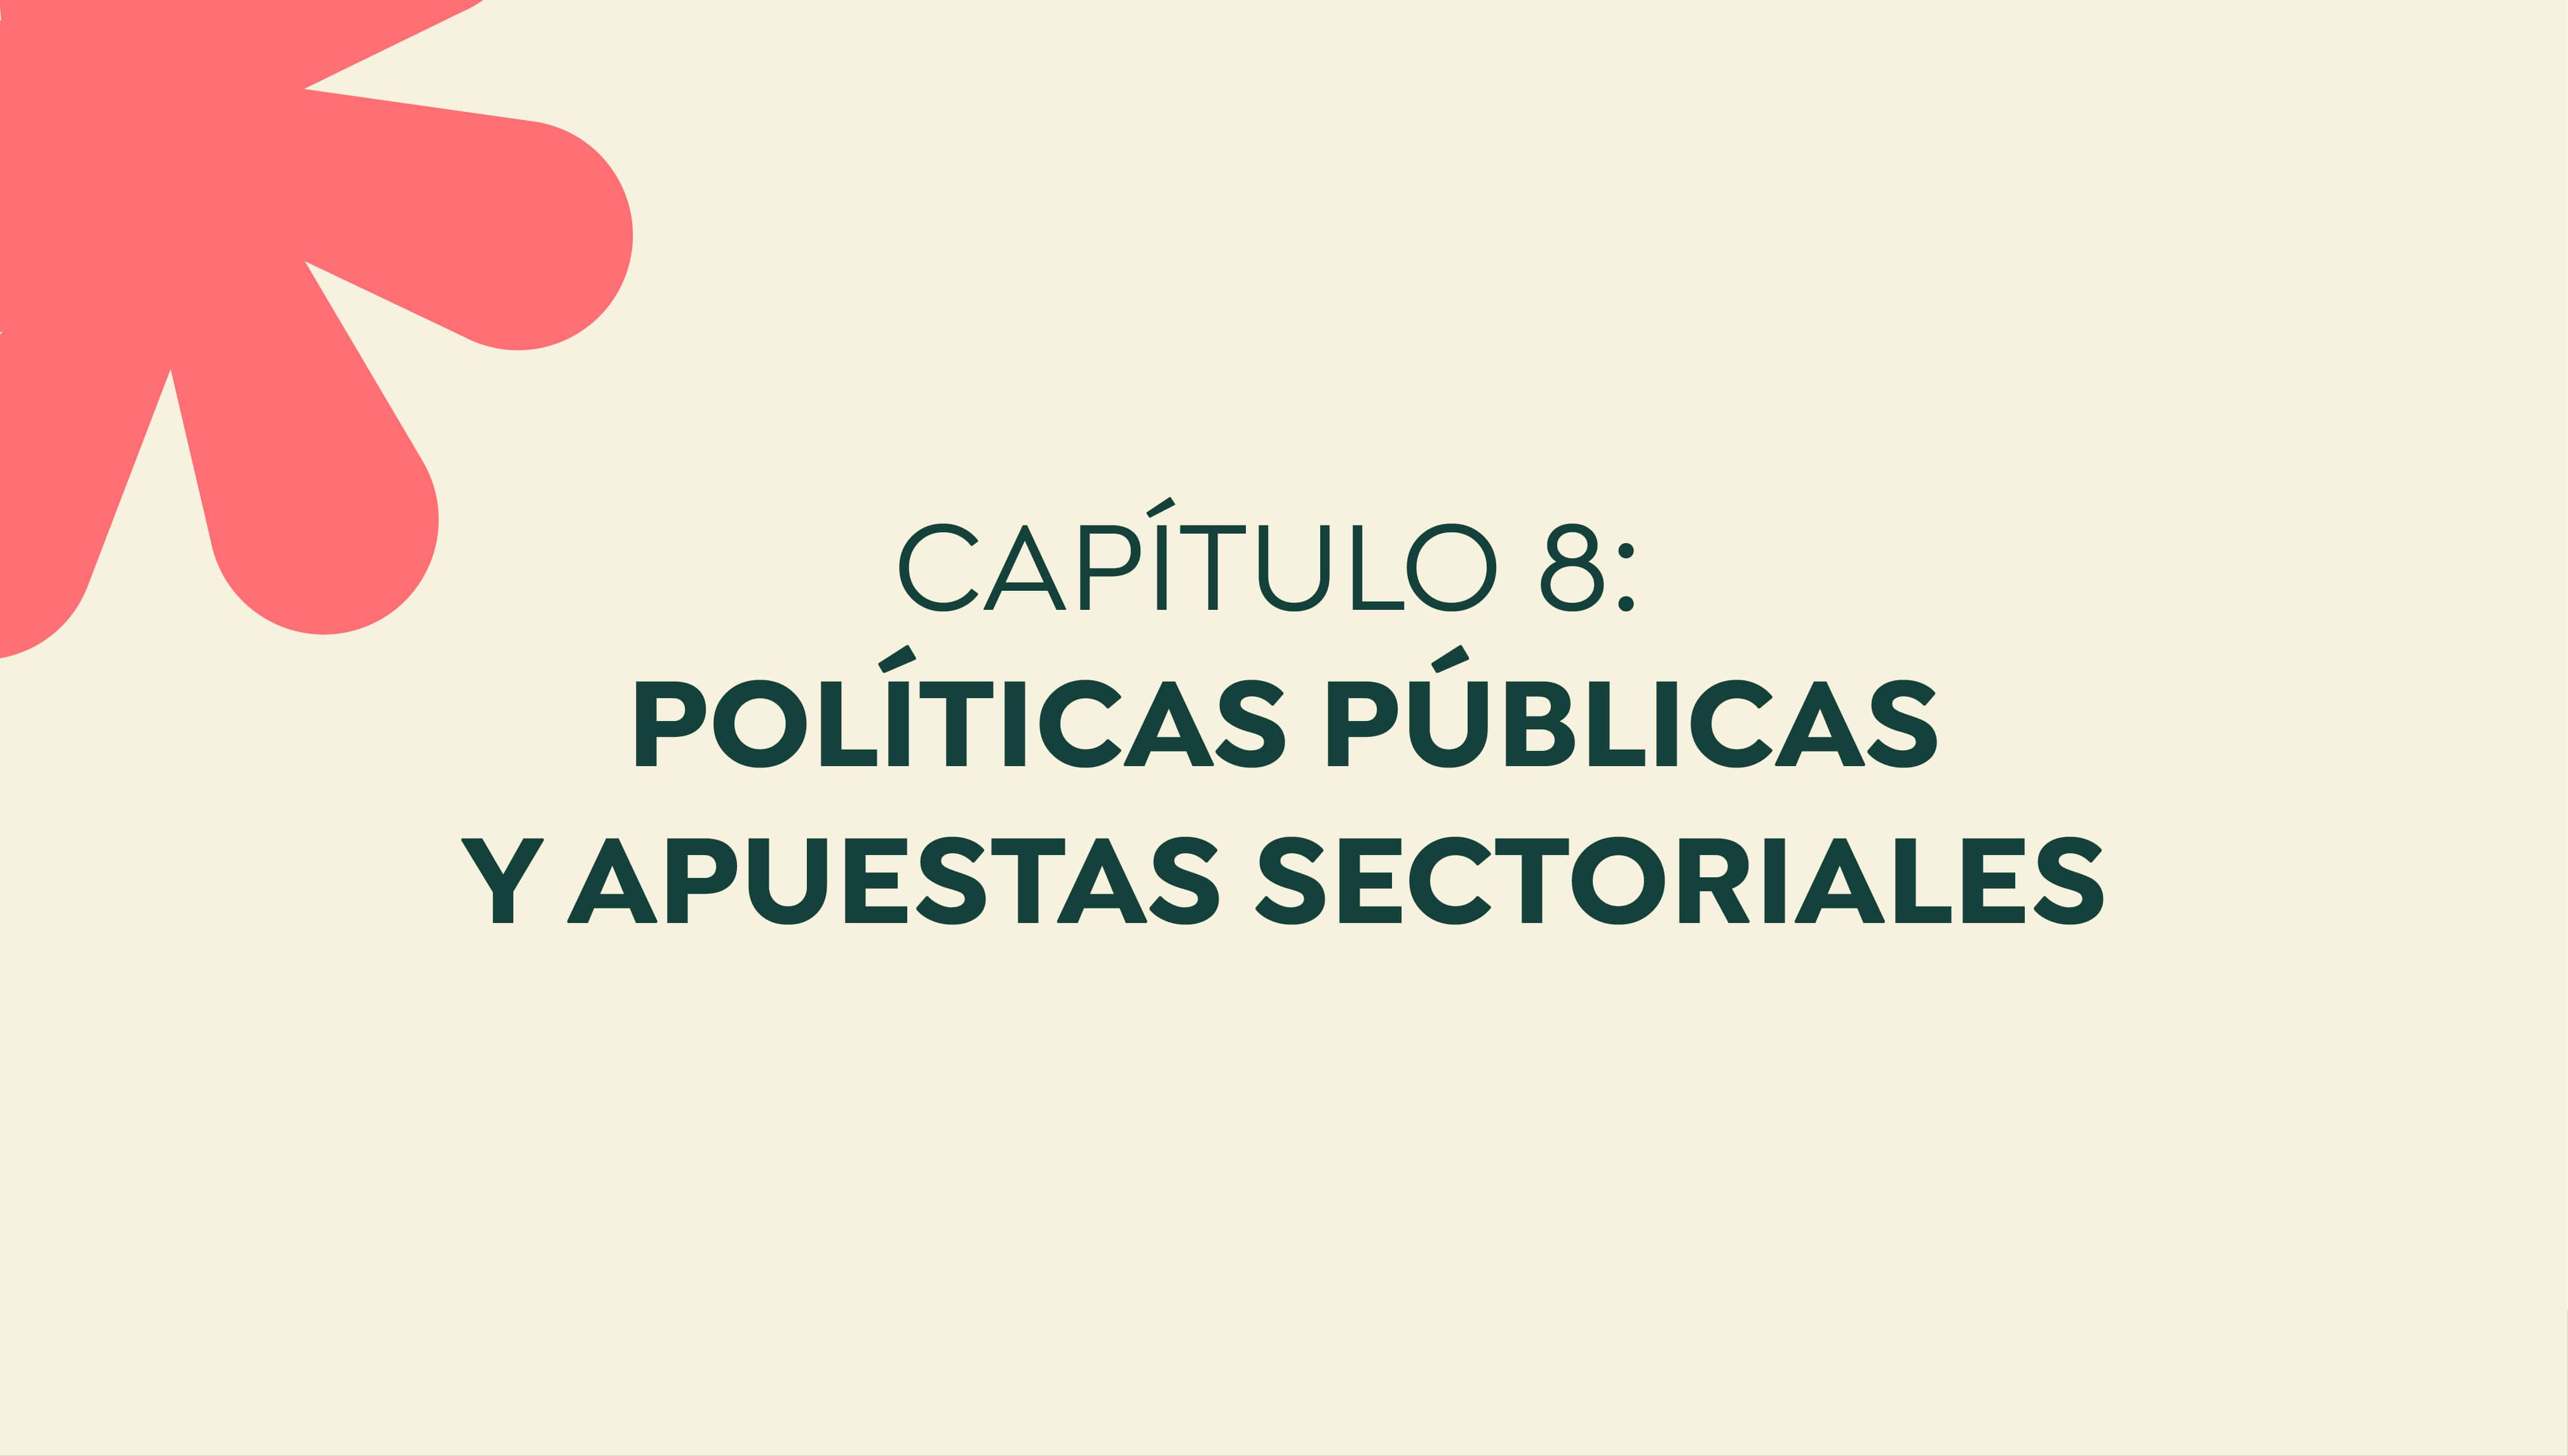 CAPÍTULO 8:
POLÍTICAS PÚBLICAS
Y APUESTAS SECTORIALES